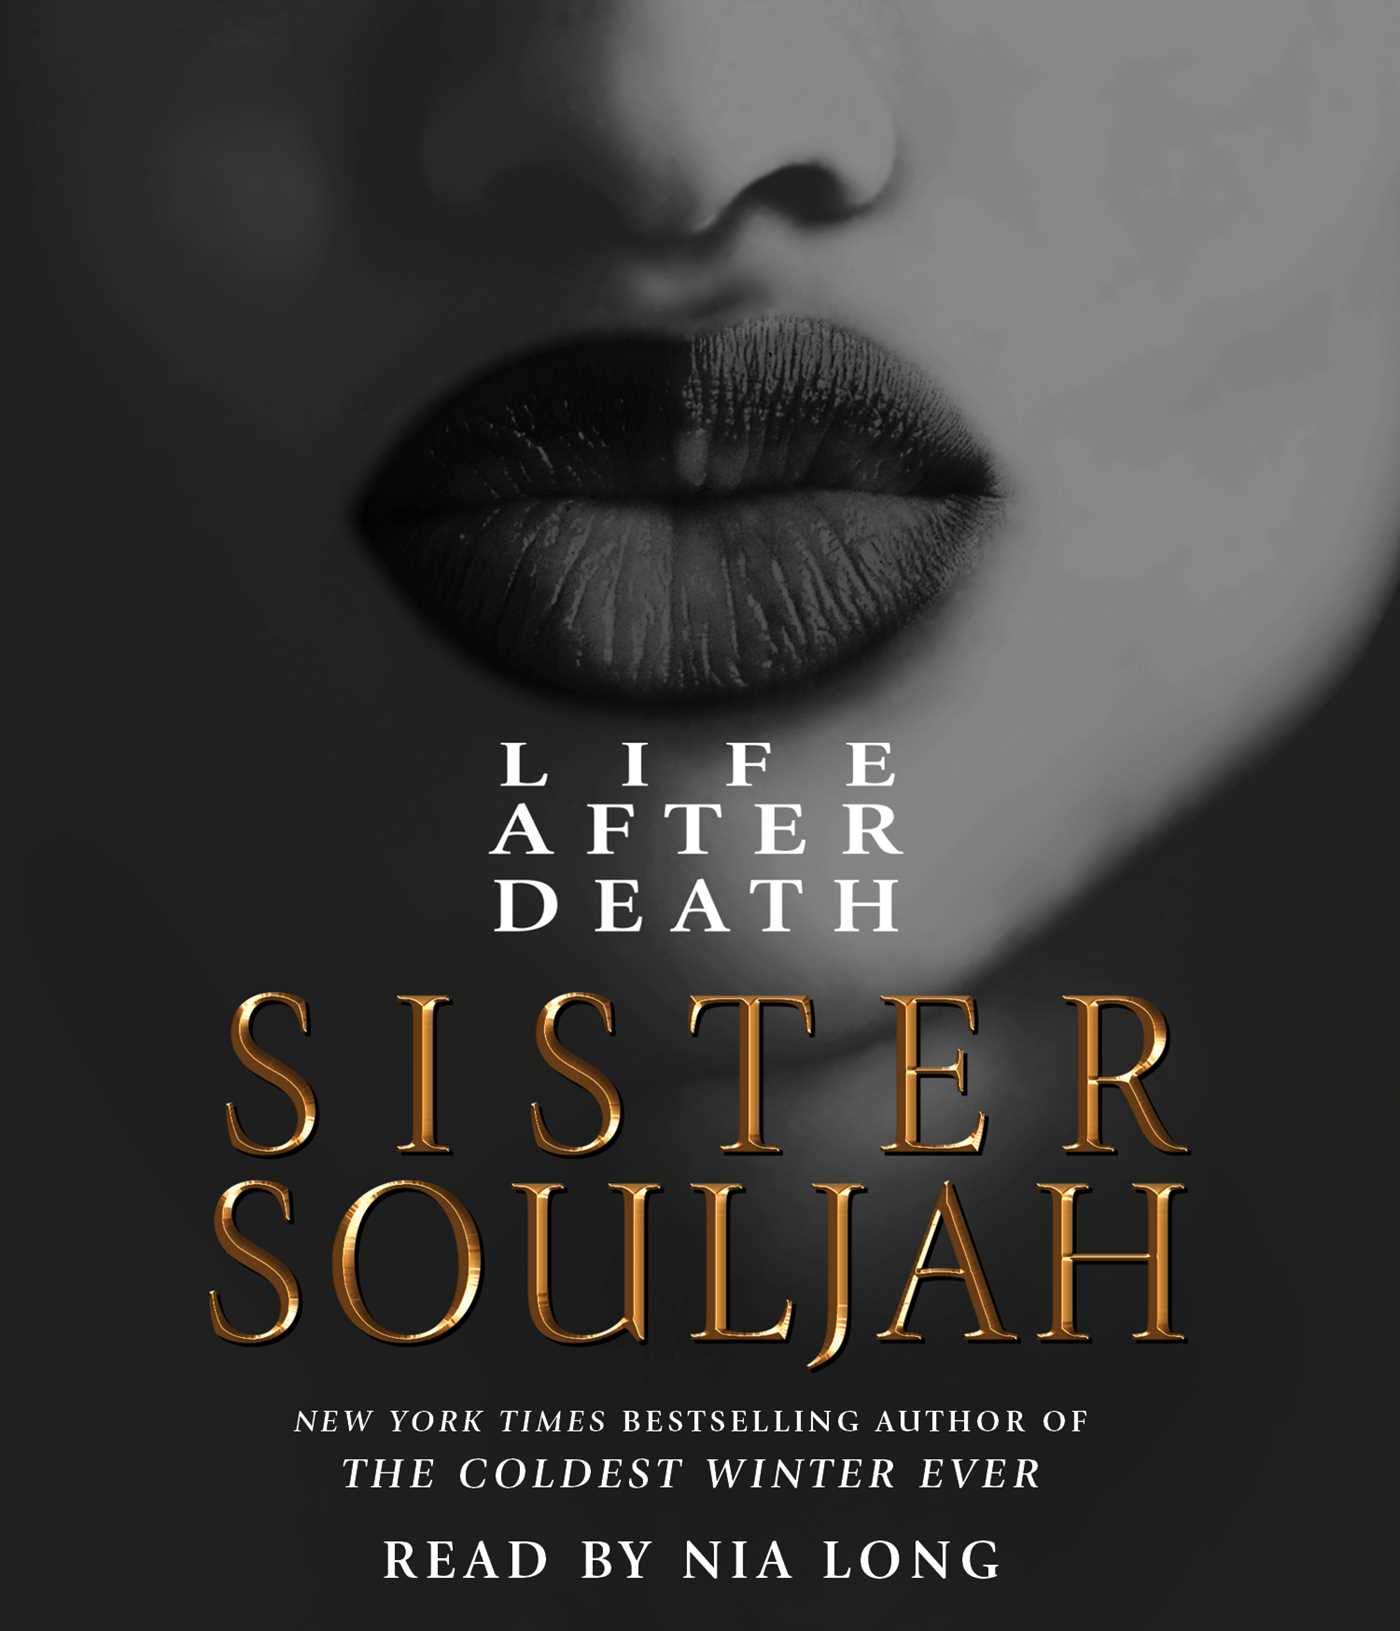 LIFE
AFTER
DEATH
SISTER
SOULJAH
NEW YORK TIMES BESTSELLING AUTHOR OF
THE COLDEST WINTER EVER
READ BY NIA LONG